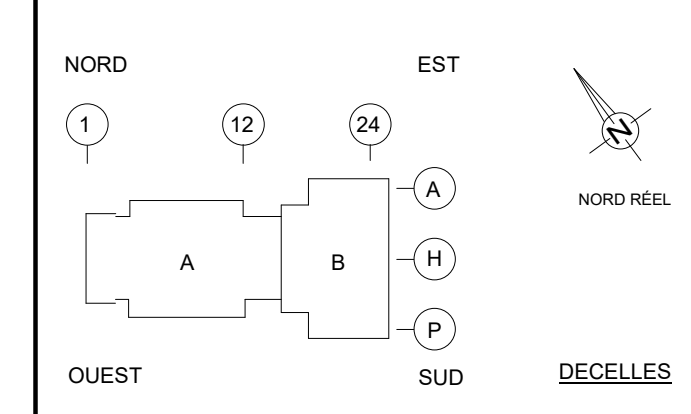 NORD EST
1 12 24
A
N
NORD RÉEL
A B H
P
OUEST SUD DECELLES